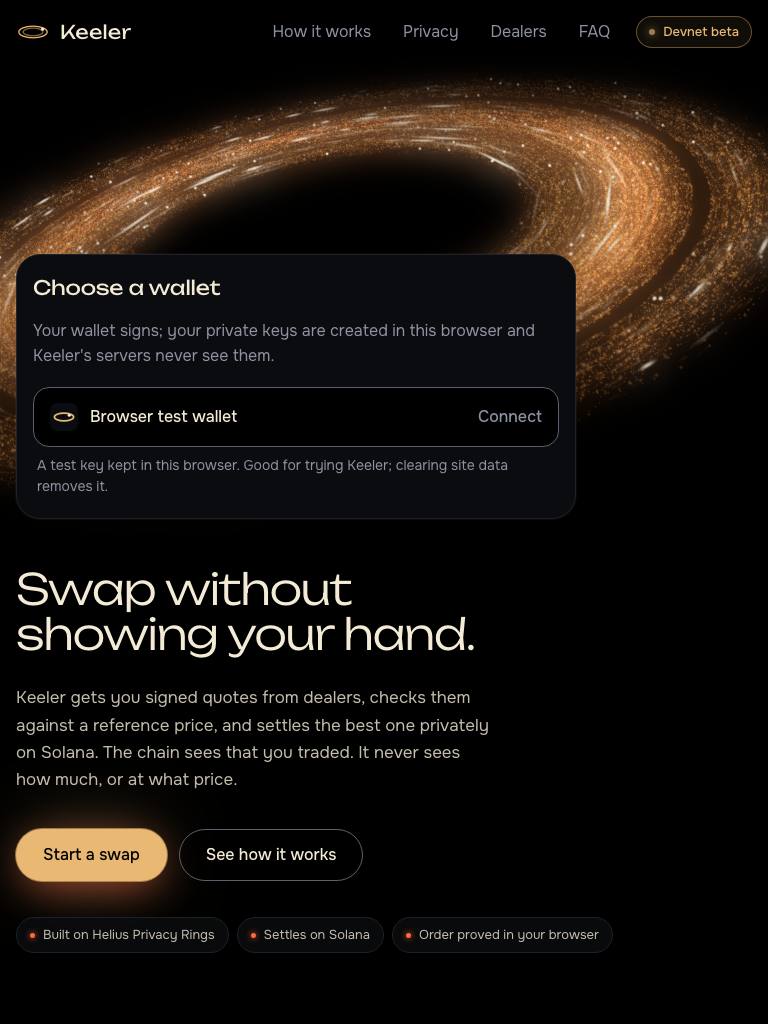 Keeler
How it works
Privacy
Dealers
FAQ
Devnet beta
Choose a wallet
Your wallet signs; your private keys are created in this browser and
Keeler's servers never see them.
Browser test wallet
Connect
A test key kept in this browser. Good for trying Keeler; clearing site data
removes it.
Swap without
showing your hand.
Keeler gets you signed quotes from dealers, checks them
against a reference price, and settles the best one privately
on Solana. The chain sees that you traded. It never sees
how much, or at what price.
Start a swap
See how it works
Built on Helius Privacy Rings
Settles on Solana
Order proved in your browser